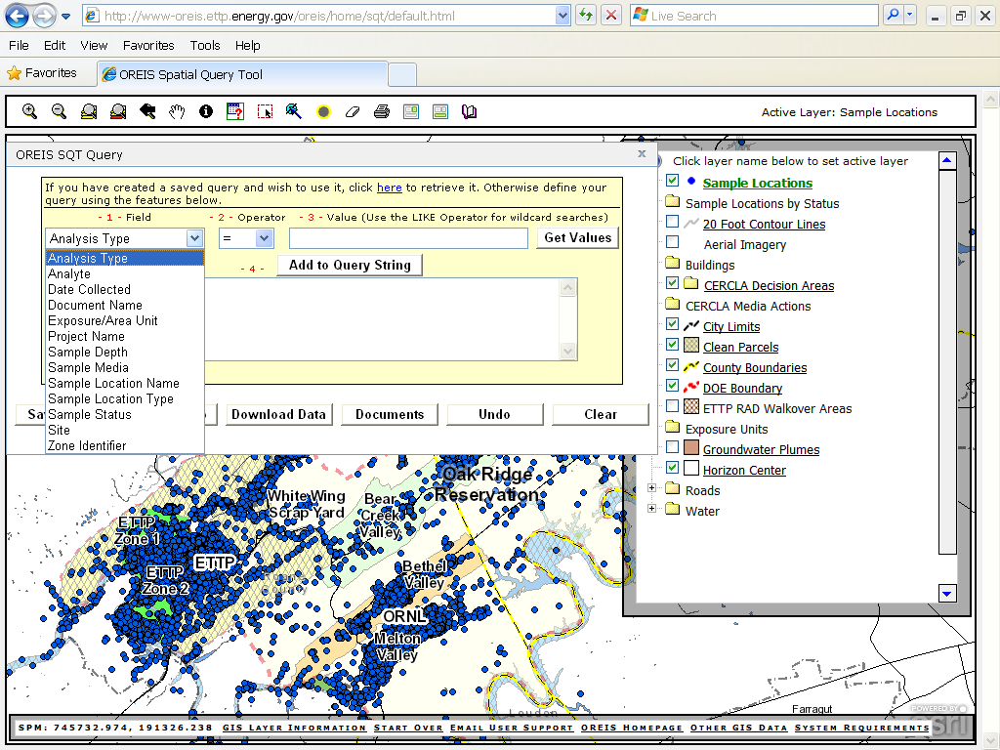 http://www-oreis.ettp.energy.gov/oreis/home/sqt/default.html
Live Search
File Edit View Favorites Tools Help
Favorites
OREIS Spatial Query Tool
Active Layer: Sample Locations
OREIS SQT Query
x
If you have created a saved query and wish to use it, click here to retrieve it. Otherwise define your
query using the features below.
- 1 - Field
- 2 - Operator
- 3 - Value (Use the LIKE Operator for wildcard searches)
Analysis Type
=
Get Values
Analysis Type
Analyte
Date Collected
Document Name
Exposure/Area Unit
Project Name
Sample Depth
Sample Media
Sample Location Name
Sample Location Type
Sample Status
Site
Zone Identifier
- 4 -
Add to Query String
Download Data
Documents
Undo
Clear
Click layer name below to set active layer
Sample Locations
Sample Locations by Status
20 Foot Contour Lines
Aerial Imagery
Buildings
CERCLA Decision Areas
CERCLA Media Actions
City Limits
Clean Parcels
County Boundaries
DOE Boundary
ETTP RAD Walkover Areas
Exposure Units
Groundwater Plumes
Horizon Center
Roads
Water
Oak Ridge
Reservation
White Wing
Scrap Yard
Bear
Creek
Valley
ETTP
Zone 1
ETTP
ETTP
Zone 2
County
Bethel
Valley
ORNL
Melton
Valley
Loudon
Farragut
POWERED BY
esri
SPM: 745732.974, 191326.238 GIS Layer Information Start Over Email User Support OREIS Homepage Other GIS Data System Requirements